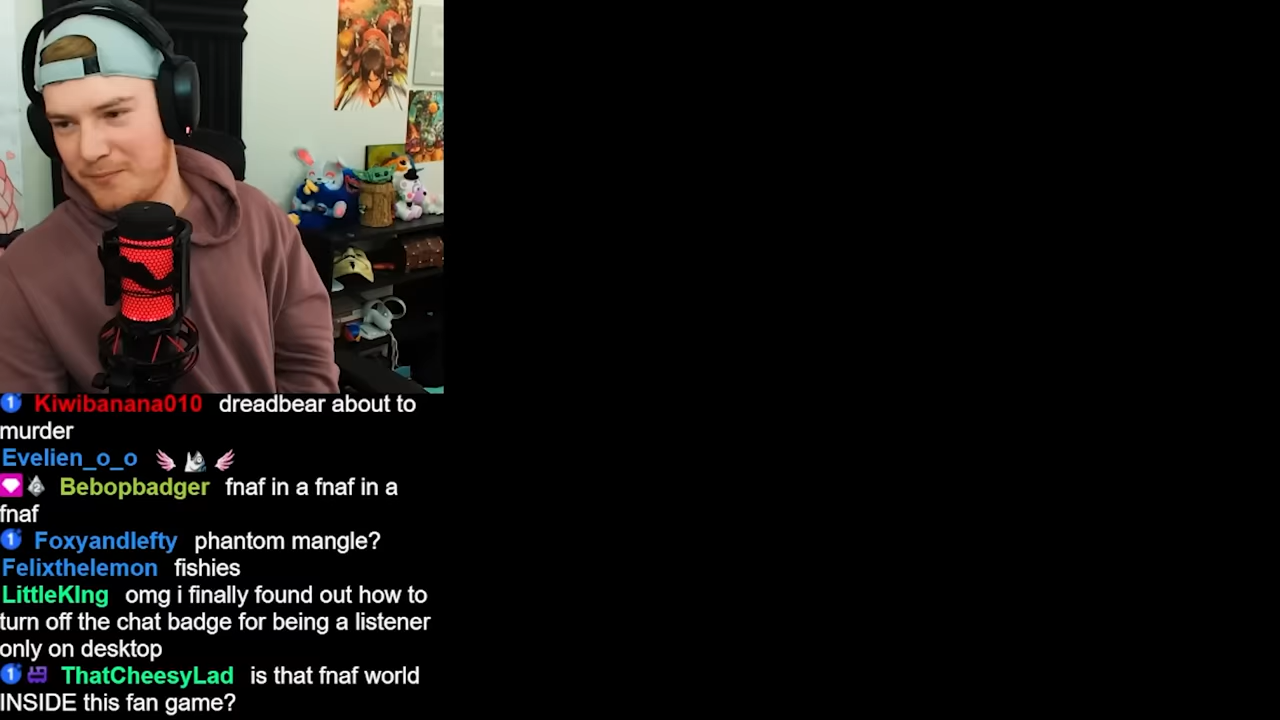 Kiwibanana010 dreadbear about to
murder
Evelien_o_o
Bebopbadger fnaf in a fnaf in a
fnaf
Foxyandlefty phantom mangle?
Felixthelemon fishies
LittleKIng omg i finally found out how to
turn off the chat badge for being a listener
only on desktop
ThatCheesyLad is that fnaf world
INSIDE this fan game?